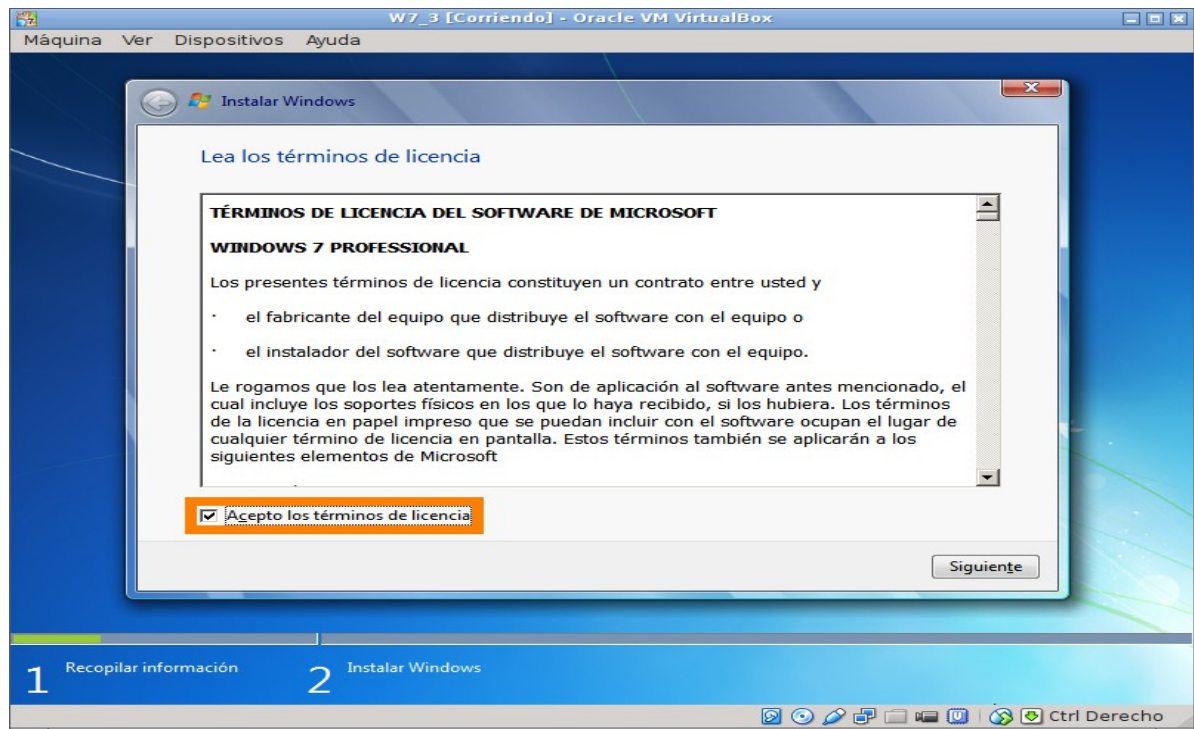 W7_3 [Corriendo] - Oracle VM VirtualBox
Máquina Ver Dispositivos Ayuda
Instalar Windows
Lea los términos de licencia
TÉRMINOS DE LICENCIA DEL SOFTWARE DE MICROSOFT
WINDOWS 7 PROFESSIONAL
Los presentes términos de licencia constituyen un contrato entre usted y
· el fabricante del equipo que distribuye el software con el equipo o
· el instalador del software que distribuye el software con el equipo.
Le rogamos que los lea atentamente. Son de aplicación al software antes mencionado, el
cual incluye los soportes físicos en los que lo haya recibido, si los hubiera. Los términos
de la licencia en papel impreso que se puedan incluir con el software ocupan el lugar de
cualquier término de licencia en pantalla. Estos términos también se aplicarán a los
siguientes elementos de Microsoft
Acepto los términos de licencia
Siguiente
1 Recopilar información
2 Instalar Windows
Ctrl Derecho